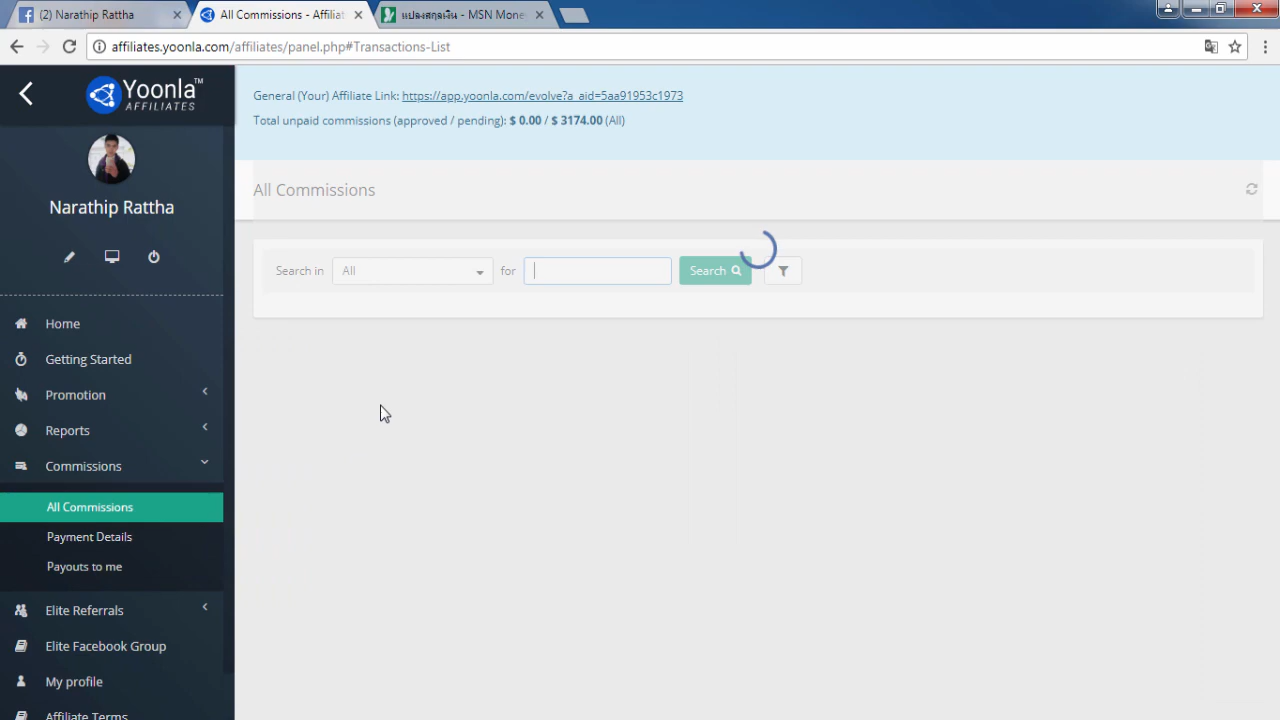 (2) Narathip Rattha
All Commissions - Affiliat
แปลงสกุลเงิน - MSN Mone
affiliates.yoonla.com/affiliates/panel.php#Transactions-List
Yoonla™
AFFILIATES
Narathip Rattha
Home
Getting Started
Promotion
Reports
Commissions
All Commissions
Payment Details
Payouts to me
Elite Referrals
Elite Facebook Group
My profile
Affiliate Terms
General (Your) Affiliate Link: https://app.yoonla.com/evolve?a_aid=5aa91953c1973
Total unpaid commissions (approved / pending): $ 0.00 / $ 3174.00 (All)
All Commissions
Search in All for Search